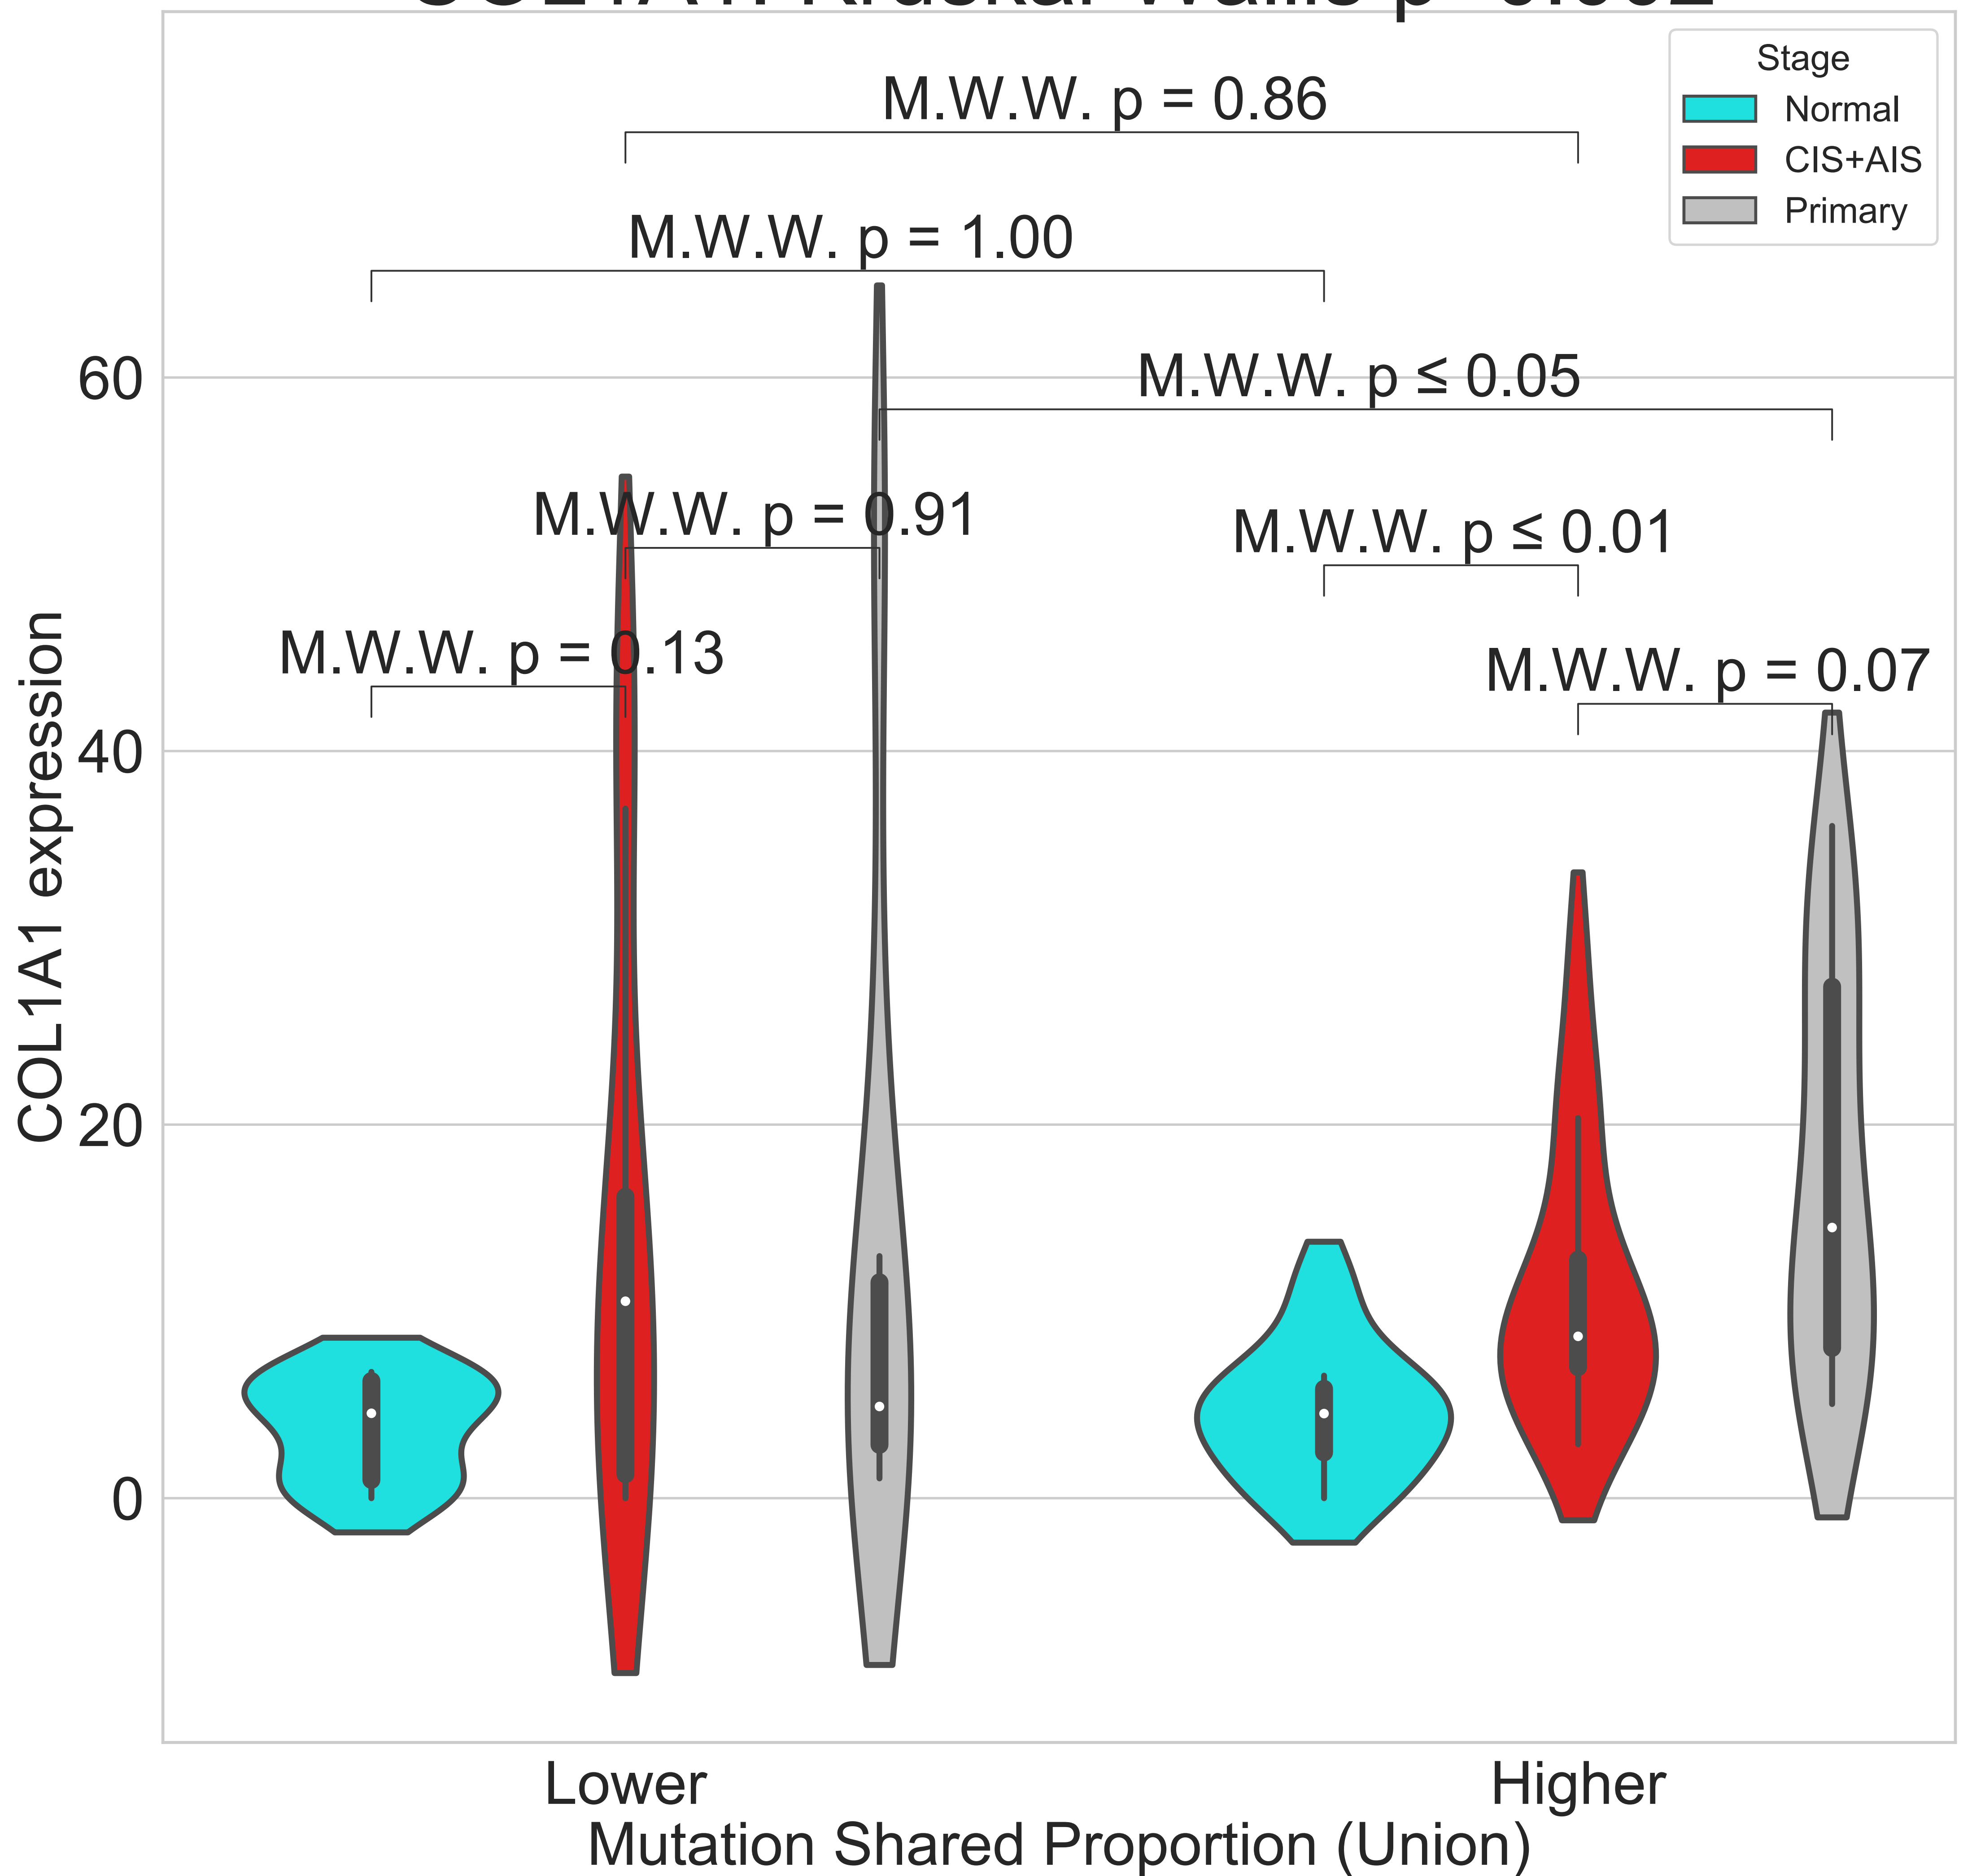 Stage
Normal
CIS+AIS
Primary
M.W.W. p = 0.86
M.W.W. p = 1.00
M.W.W. p ≤ 0.05
M.W.W. p = 0.91
M.W.W. p ≤ 0.01
M.W.W. p = 0.13
M.W.W. p = 0.07
COL1A1 expression
60
40
20
0
Lower
Higher
Mutation Shared Proportion (Union)